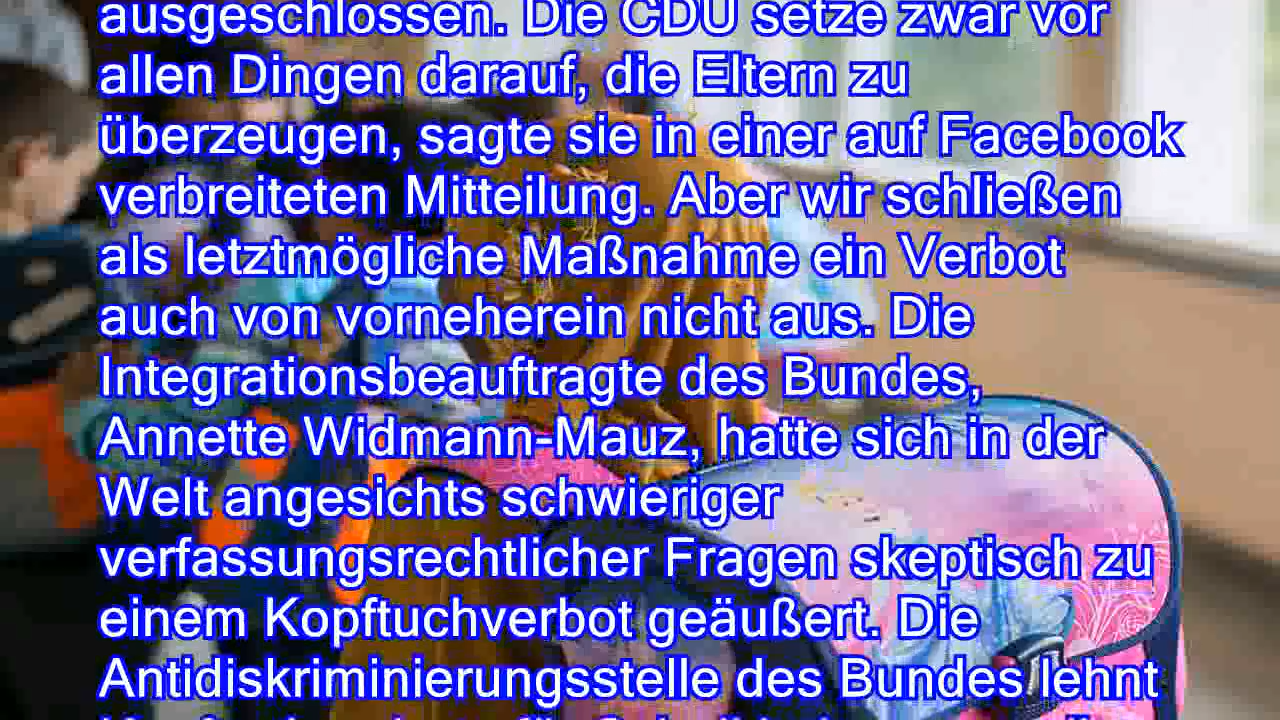 ausgeschlossen. Die CDU setze zwar vor
allen Dingen darauf, die Eltern zu
überzeugen, sagte sie in einer auf Facebook
verbreiteten Mitteilung. Aber wir schließen
als letztmögliche Maßnahme ein Verbot
auch von vorneherein nicht aus. Die
Integrationsbeauftragte des Bundes,
Annette Widmann-Mauz, hatte sich in der
Welt angesichts schwieriger
verfassungsrechtlicher Fragen skeptisch zu
einem Kopftuchverbot geäußert. Die
Antidiskriminierungsstelle des Bundes lehnt